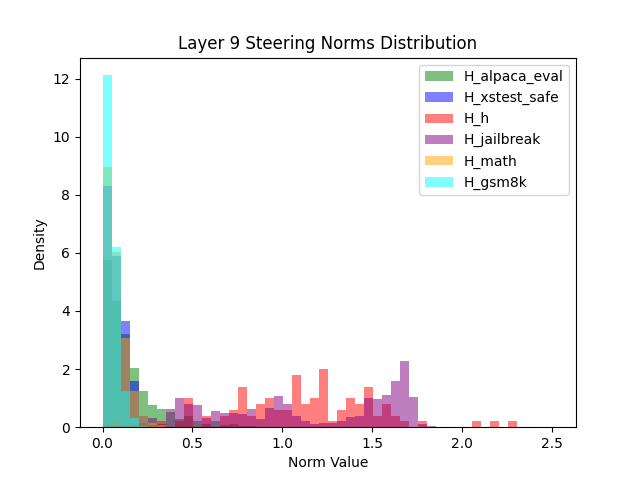 Layer 9 Steering Norms Distribution
H_alpaca_eval
H_xstest_safe
H_h
H_jailbreak
H_math
H_gsm8k
Density
12
10
8
6
4
2
0
0.0 0.5 1.0 1.5 2.0 2.5
Norm Value